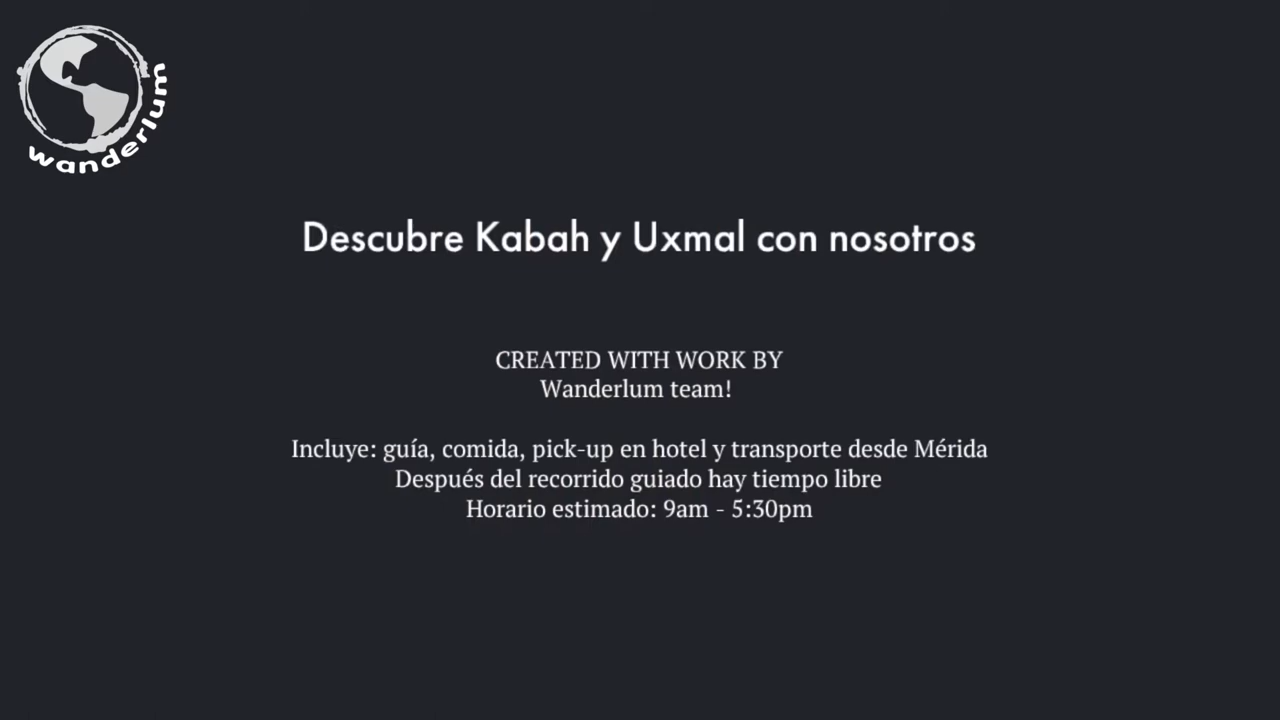 wanderlum
Descubre Kabah y Uxmal con nosotros
CREATED WITH WORK BY
Wanderlum team!
Incluye: guía, comida, pick-up en hotel y transporte desde Mérida
Después del recorrido guiado hay tiempo libre
Horario estimado: 9am - 5:30pm